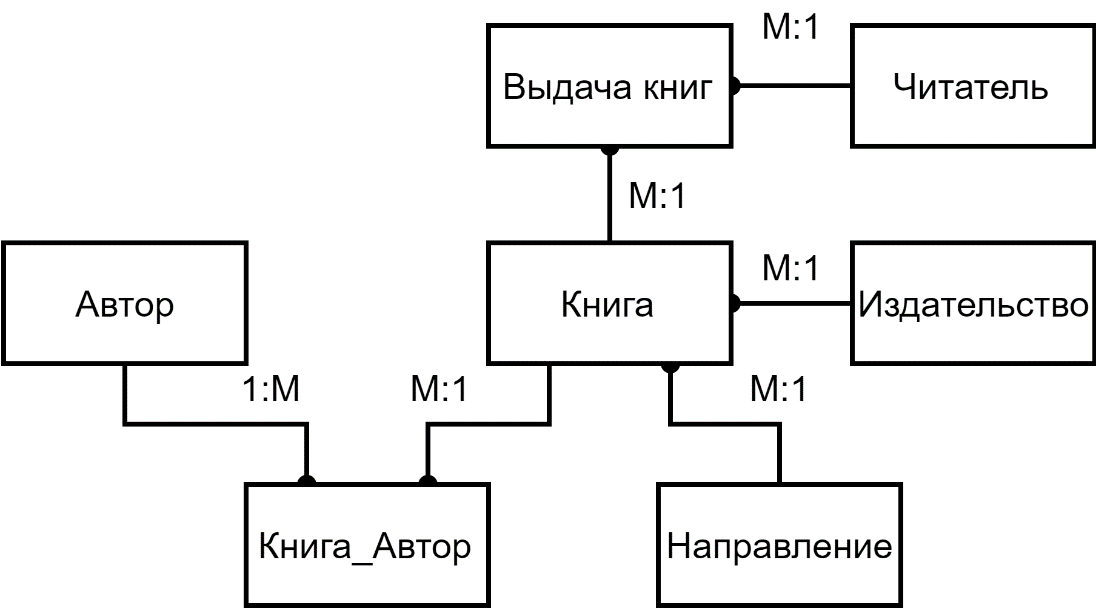 М:1
Выдача книг
Читатель
М:1
М:1
Автор
Книга
Издательство
1:М
М:1
М:1
Книга_Автор
Направление